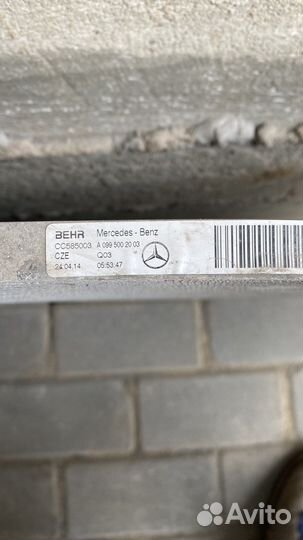 BEHR Mercedes-Benz
CC585003 A 099 500 20 03
CZE Q03
24.04.14 05:53:47
Avito